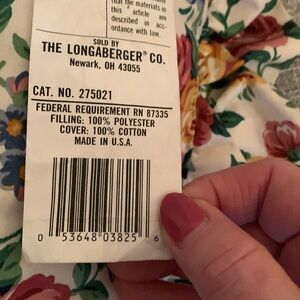 that the materials in
this article are
described in acc-
ordance with law.
SOLD BY
THE LONGABERGER® CO.
Newark, OH 43055
CAT. NO. 275021
FEDERAL REQUIREMENT RN 87335
FILLING: 100% POLYESTER
COVER: 100% COTTON
MADE IN U.S.A.
0 53648 03825 6